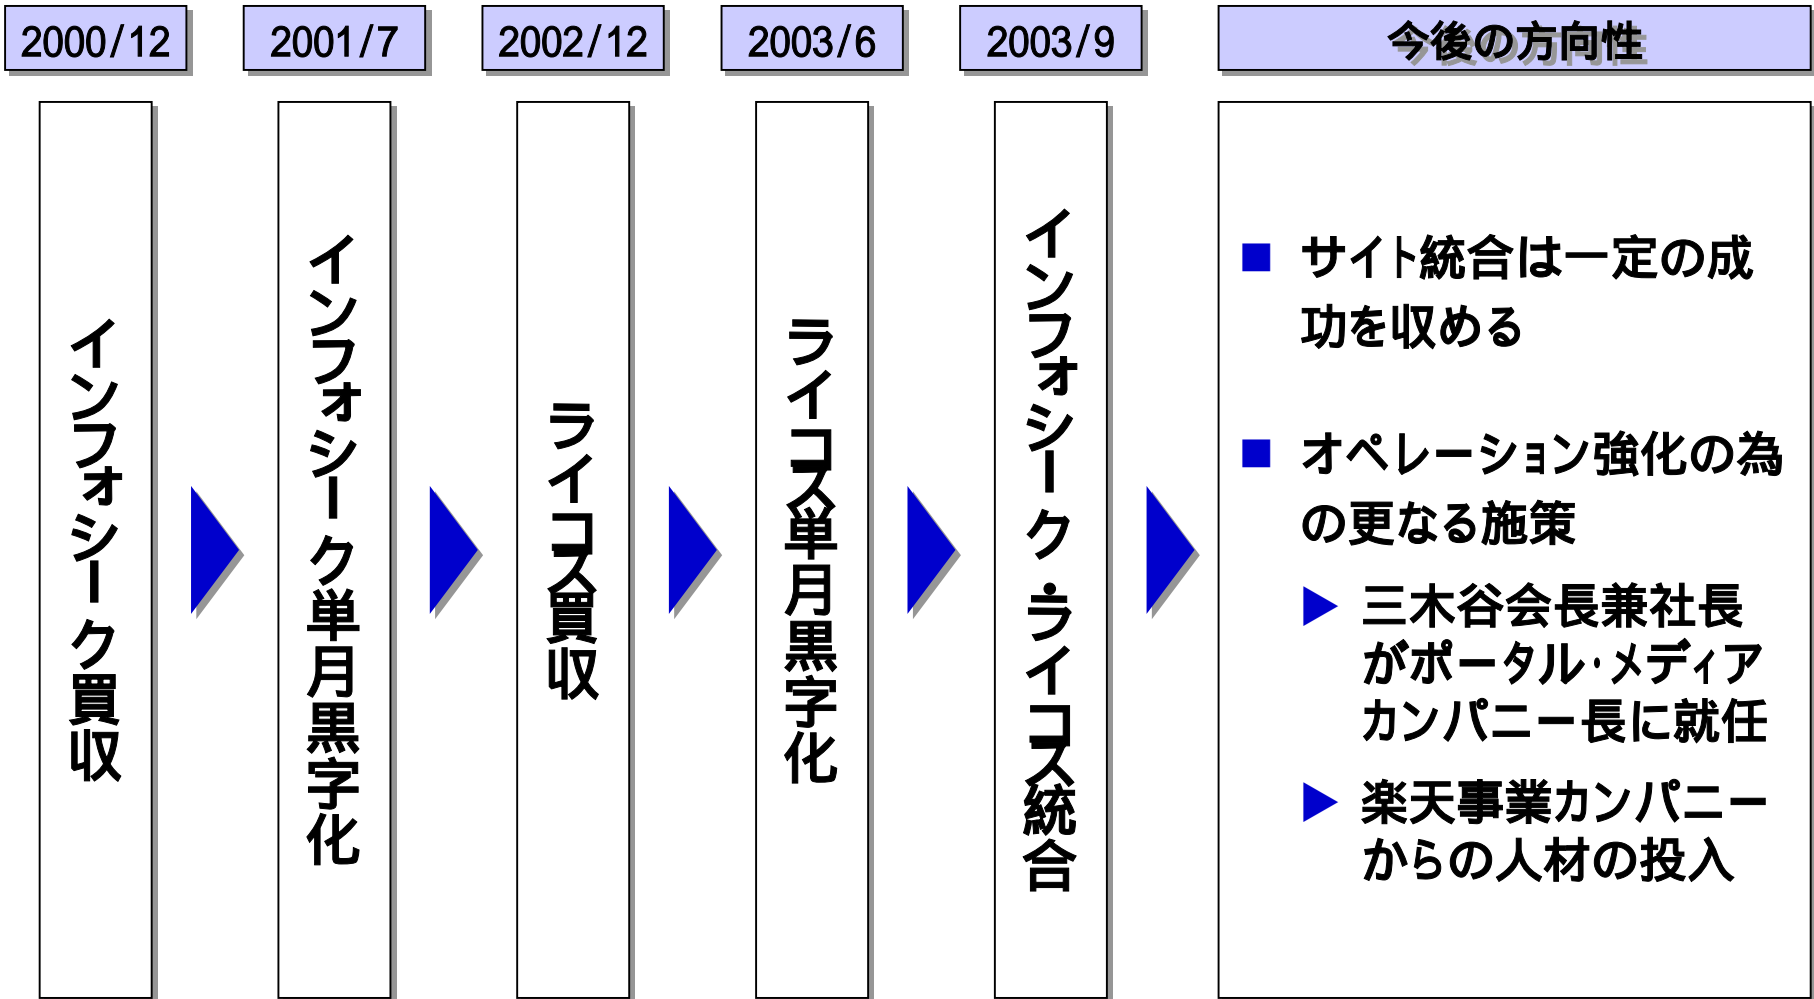 2000/12
2001/7
2002/12
2003/6
2003/9
今後の方向性
インフォシーク買収
インフォシーク単月黒字化
ライコス買収
ライコス単月黒字化
インフォシーク・ライコス統合
サイト統合は一定の成
功を収める
オペレーション強化の為
の更なる施策
三木谷会長兼社長
がポータル・メディア
カンパニー長に就任
楽天事業カンパニー
からの人材の投入